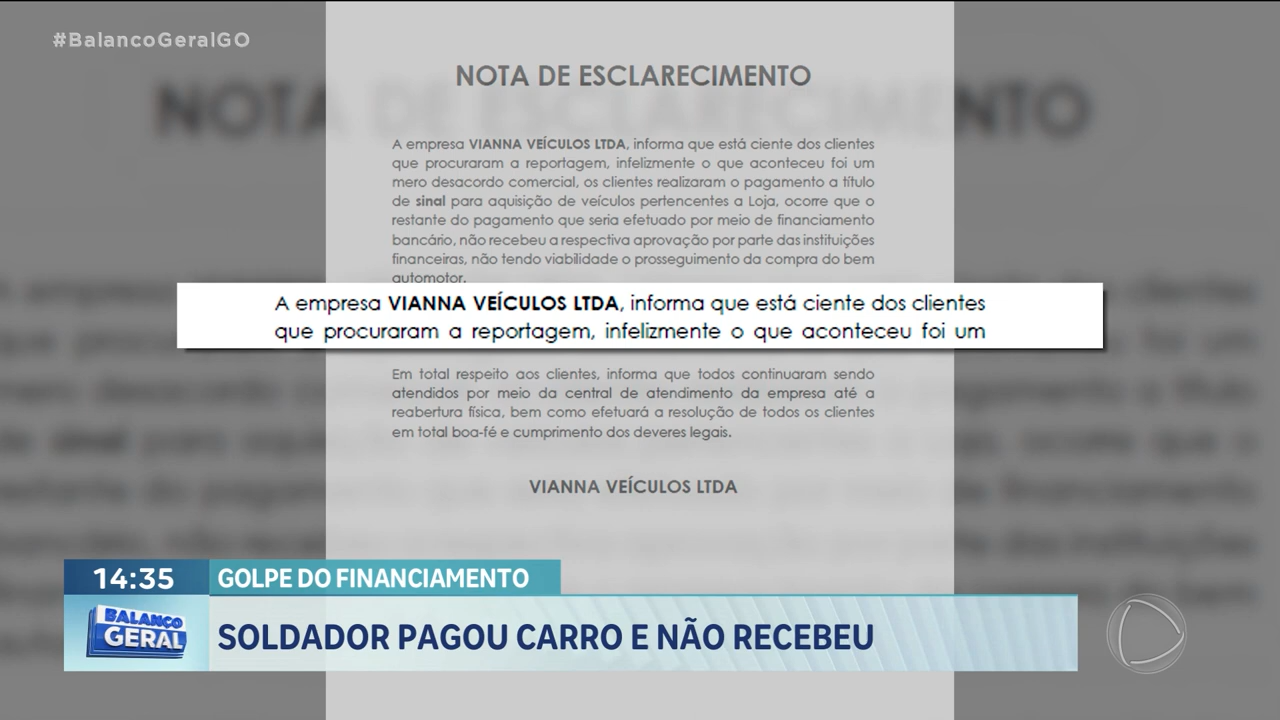 #BalancoGeralGO
NOTA DE ESCLARECIMENTO
A empresa VIANNA VEÍCULOS LTDA, informa que está ciente dos clientes
que procuraram a reportagem, infelizmente o que aconteceu foi um
mero desacordo comercial, os clientes realizaram o pagamento a título
de sinal para aquisição de veículos pertencentes a Loja, ocorre que o
restante do pagamento que seria efetuado por meio de financiamento
bancário, não recebeu a respectiva aprovação por parte das instituições
financeiras, não tendo viabilidade o prosseguimento da compra do bem
automotor.
A empresa VIANNA VEÍCULOS LTDA, informa que está ciente dos clientes
que procuraram a reportagem, infelizmente o que aconteceu foi um
Em total respeito aos clientes, informa que todos continuaram sendo
atendidos por meio da central de atendimento da empresa até a
reabertura física, bem como efetuará a resolução de todos os clientes
em total boa-fé e cumprimento dos deveres legais.
VIANNA VEÍCULOS LTDA
14:35
GOLPE DO FINANCIAMENTO
BALANÇO
GERAL
SOLDADOR PAGOU CARRO E NÃO RECEBEU